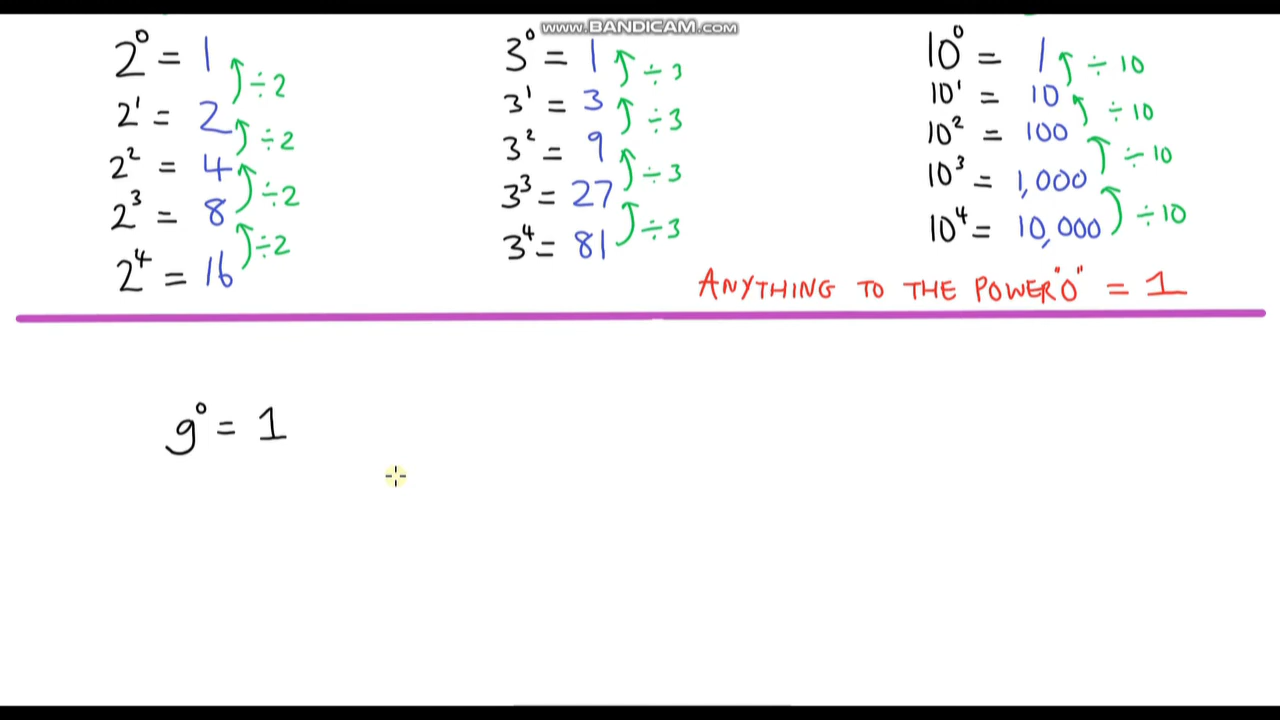 www.BANDICAM.com
2⁰ = 1
÷2
2¹ = 2
÷2
2² = 4
÷2
2³ = 8
÷2
2⁴ = 16
3⁰ = 1
÷3
3¹ = 3
÷3
3² = 9
÷3
3³ = 27
÷3
3⁴ = 81
10⁰ = 1
÷10
10¹ = 10
÷10
10² = 100
÷10
10³ = 1,000
÷10
10⁴ = 10,000
ANYTHING TO THE POWER "0" = 1
g⁰ = 1